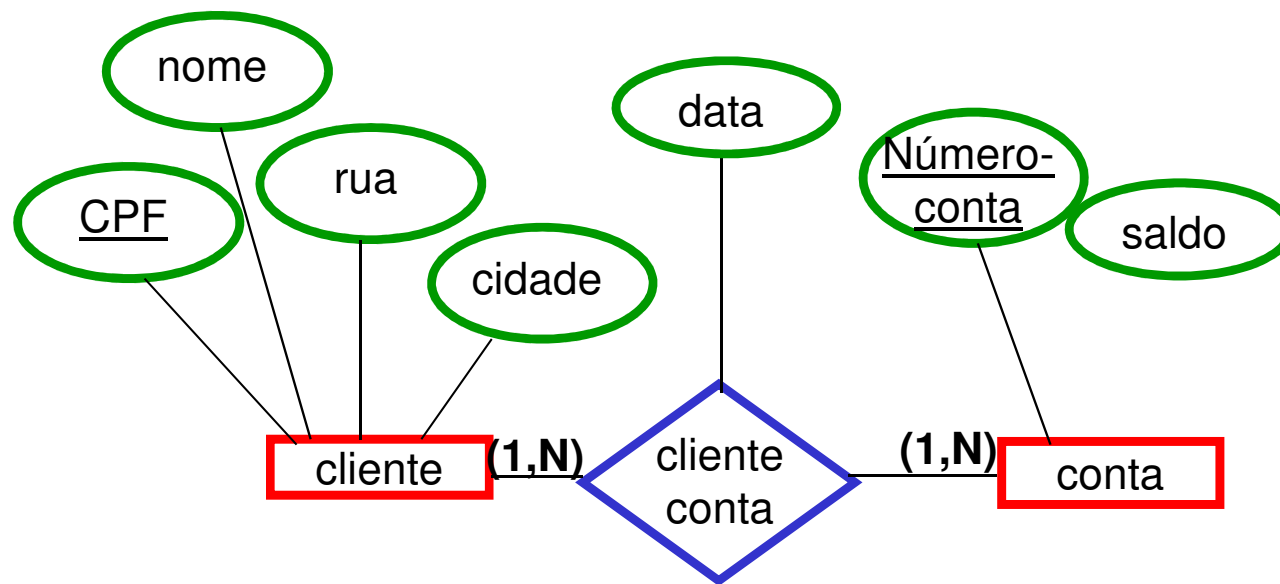 nome
data
Número-
conta
rua
CPF
saldo
cidade
cliente
(1,N)
cliente
conta
(1,N)
conta